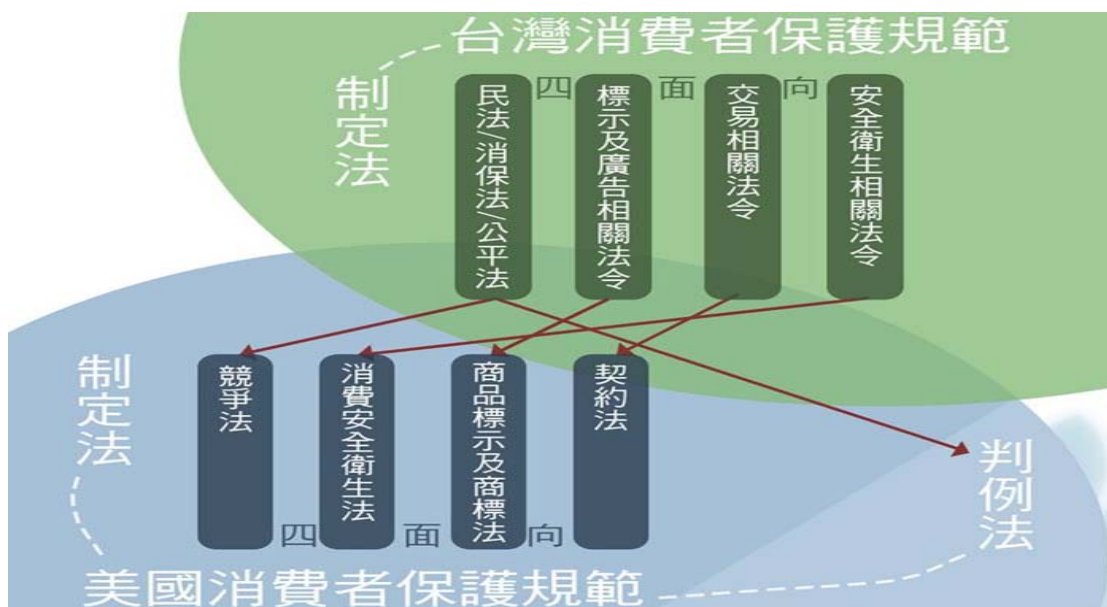 台灣消費者保護規範
制定法
四面向
民法/消保法/公平法
標示及廣告相關法令
交易相關法令
安全衛生相關法令
制定法
競爭法
消費安全衛生法
商品標示及商標法
契約法
四面向
判例法
美國消費者保護規範